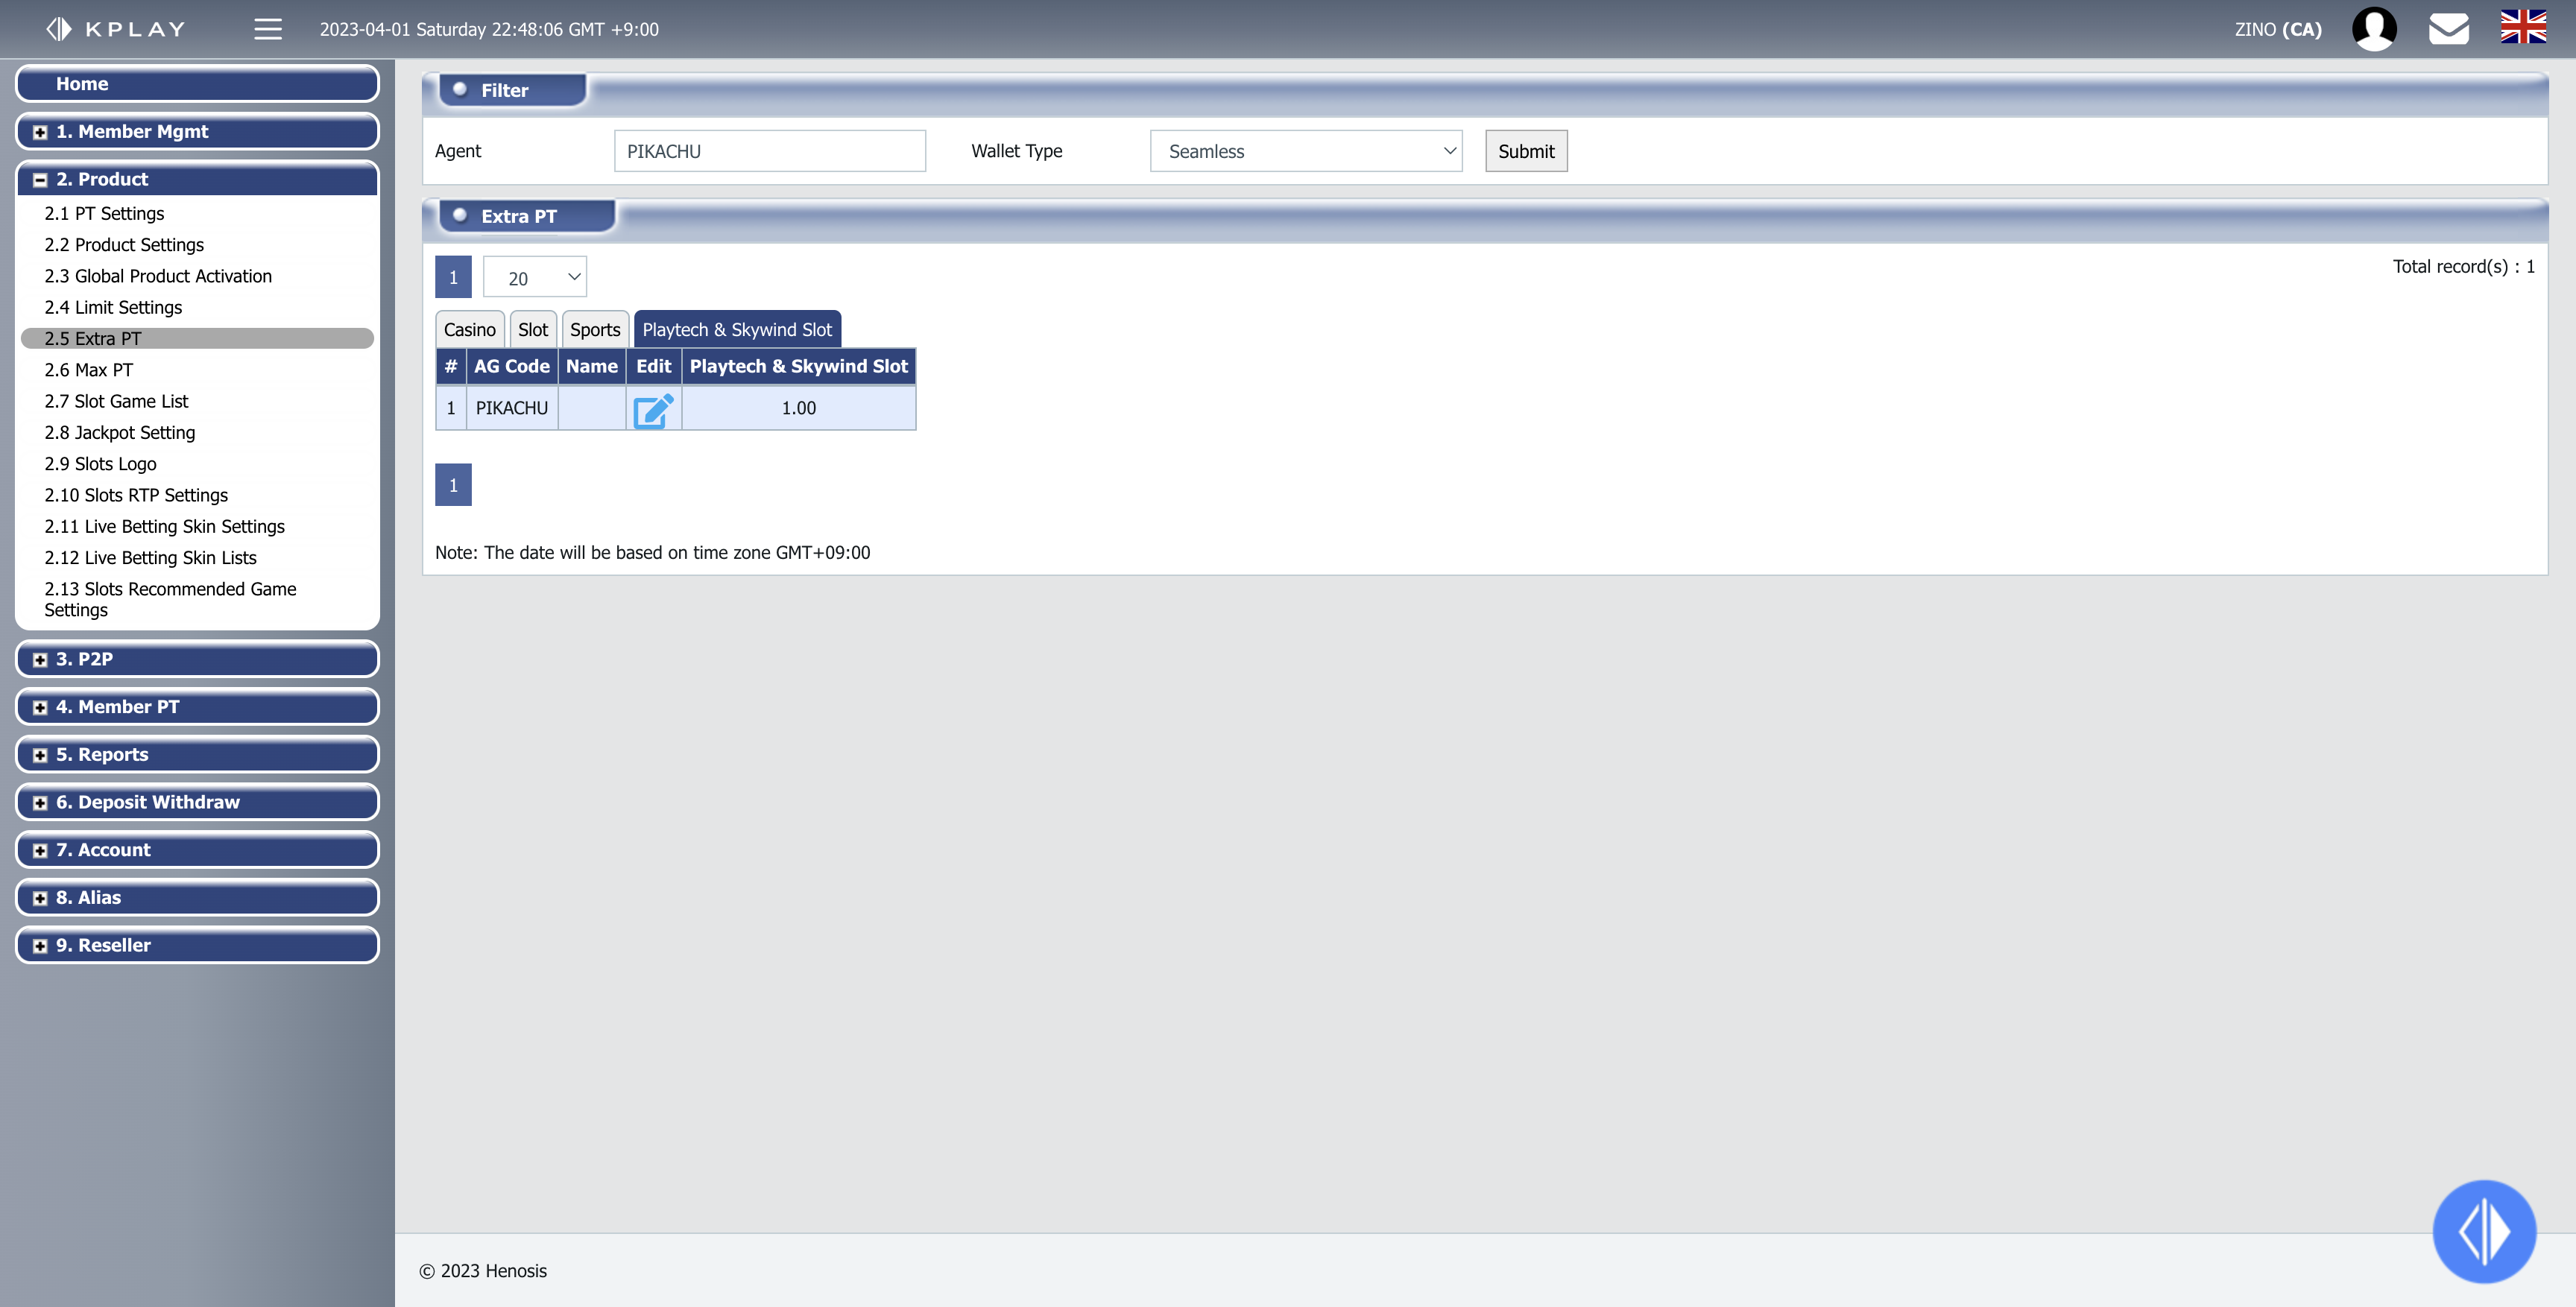 KPLAY
2023-04-01 Saturday 22:48:06 GMT +9:00
ZINO (CA)
Home
1. Member Mgmt
2. Product
2.1 PT Settings
2.2 Product Settings
2.3 Global Product Activation
2.4 Limit Settings
2.5 Extra PT
2.6 Max PT
2.7 Slot Game List
2.8 Jackpot Setting
2.9 Slots Logo
2.10 Slots RTP Settings
2.11 Live Betting Skin Settings
2.12 Live Betting Skin Lists
2.13 Slots Recommended Game
Settings
3. P2P
4. Member PT
5. Reports
6. Deposit Withdraw
7. Account
8. Alias
9. Reseller
Filter
Agent PIKACHU Wallet Type Seamless Submit
Extra PT
1 20 Total record(s) : 1
Casino Slot Sports Playtech & Skywind Slot
# AG Code Name Edit Playtech & Skywind Slot
1 PIKACHU 1.00
1
Note: The date will be based on time zone GMT+09:00
© 2023 Henosis